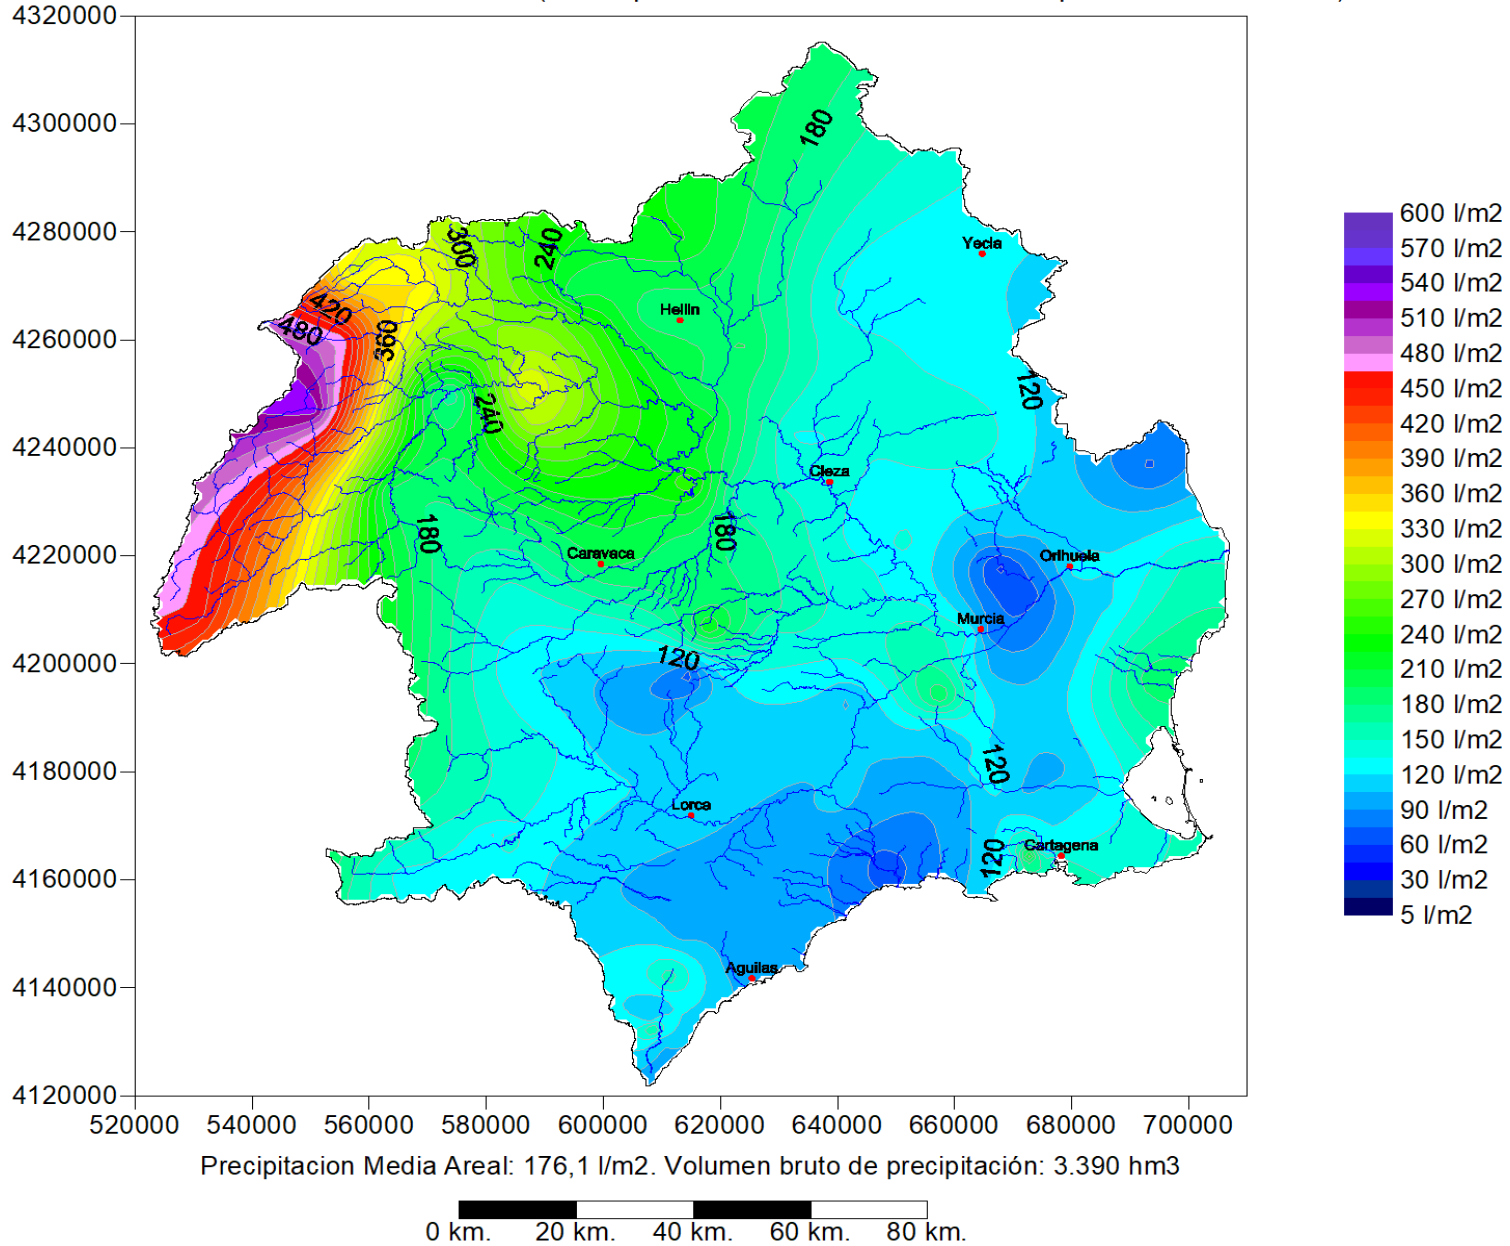 4320000
4300000
4280000
4260000
4240000
4220000
4200000
4180000
4160000
4140000
4120000
520000 540000 560000 580000 600000 620000 640000 660000 680000 700000
180
300
240
Yecla
420
480
360
Hellin
120
240
Cieza
180
180
Caravaca
Orihuela
Murcia
120
120
Lorca
120
Cartagena
Aguilas
600 l/m2
570 l/m2
540 l/m2
510 l/m2
480 l/m2
450 l/m2
420 l/m2
390 l/m2
360 l/m2
330 l/m2
300 l/m2
270 l/m2
240 l/m2
210 l/m2
180 l/m2
150 l/m2
120 l/m2
90 l/m2
60 l/m2
30 l/m2
5 l/m2
Precipitacion Media Areal: 176,1 l/m2. Volumen bruto de precipitación: 3.390 hm3
0 km. 20 km. 40 km. 60 km. 80 km.